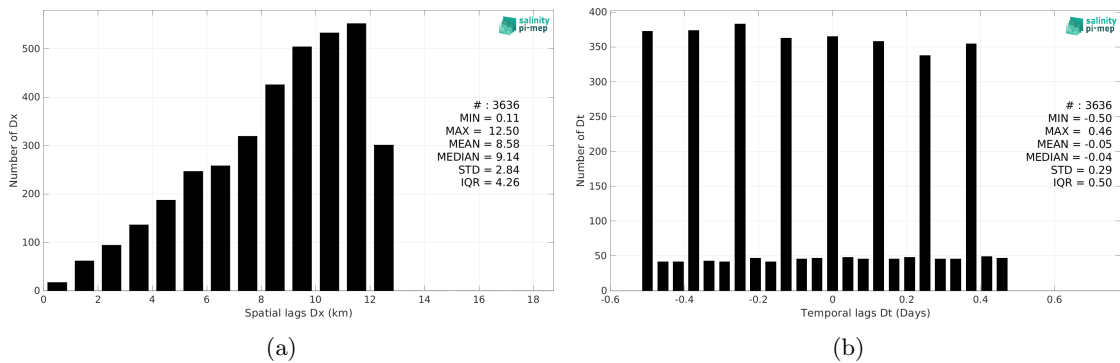 salinity
pi-mep
500
400
300
200
100
0
Number of Dx
# : 3636
MIN = 0.11
MAX = 12.50
MEAN = 8.58
MEDIAN = 9.14
STD = 2.84
IQR = 4.26
0 2 4 6 8 10 12 14 16 18
Spatial lags Dx (km)
(a)
salinity
pi-mep
400
350
300
250
200
150
100
50
0
Number of Dt
# : 3636
MIN = -0.50
MAX = 0.46
MEAN = -0.05
MEDIAN = -0.04
STD = 0.29
IQR = 0.50
-0.6 -0.4 -0.2 0 0.2 0.4 0.6
Temporal lags Dt (Days)
(b)